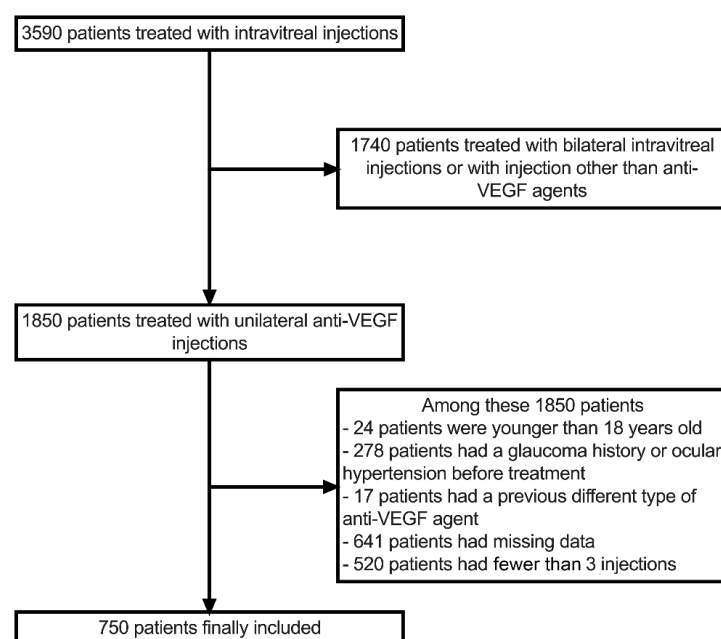 3590 patients treated with intravitreal injections
1740 patients treated with bilateral intravitreal
injections or with injection other than anti-
VEGF agents
1850 patients treated with unilateral anti-VEGF
injections
Among these 1850 patients
- 24 patients were younger than 18 years old
- 278 patients had a glaucoma history or ocular
hypertension before treatment
- 17 patients had a previous different type of
anti-VEGF agent
- 641 patients had missing data
- 520 patients had fewer than 3 injections
750 patients finally included